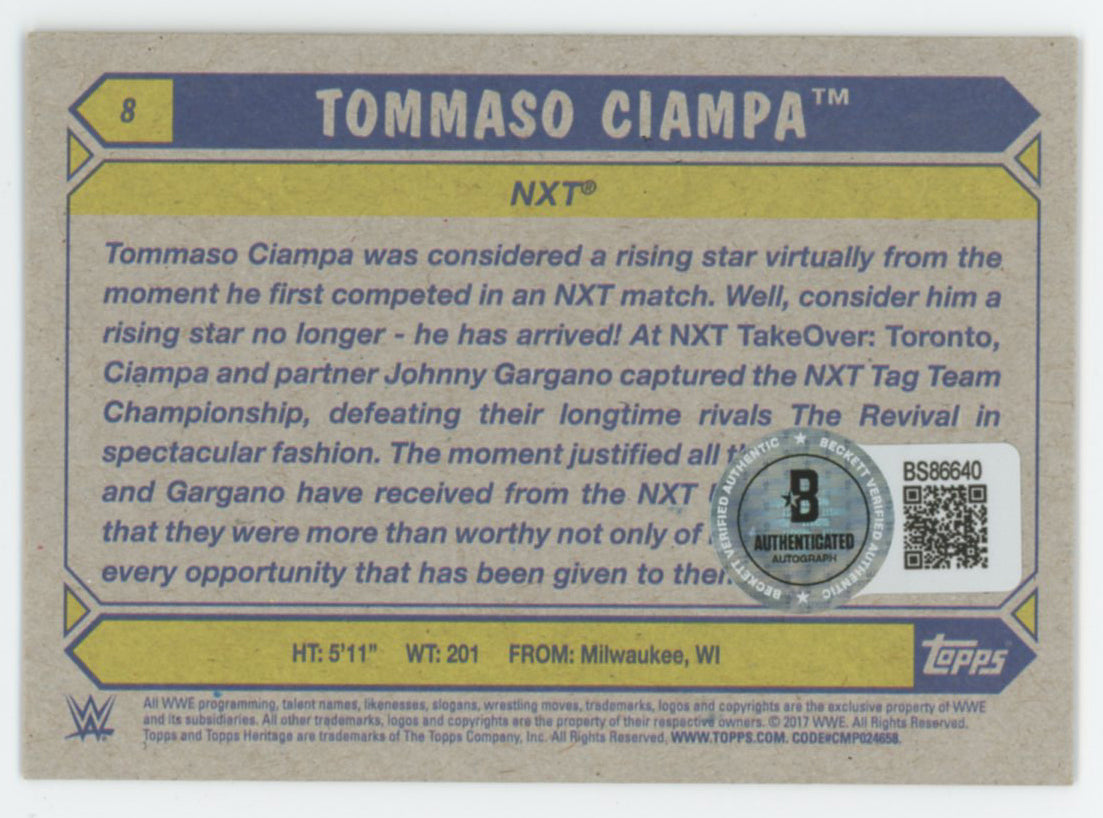 8
TOMMASO CIAMPA™
NXT®
Tommaso Ciampa was considered a rising star virtually from the
moment he first competed in an NXT match. Well, consider him a
rising star no longer - he has arrived! At NXT TakeOver: Toronto,
Ciampa and partner Johnny Gargano captured the NXT Tag Team
Championship, defeating their longtime rivals The Revival in
spectacular fashion. The moment justified all
and Gargano have received from the NXT
that they were more than worthy not only of
every opportunity that has been given to
BECKETT VERIFIED AUTHENTIC ★ BECKETT VERIFIED AUTHENTIC ★
B
AUTHENTICATED
AUTOGRAPH
BS86640
HT: 5'11" WT: 201 FROM: Milwaukee, WI
topps
W
All WWE programming, talent names, likenesses, slogans, wrestling moves, trademarks, logos and copyrights are the exclusive property of WWE
and its subsidiaries. All other trademarks, logos and copyrights are the property of their respective owners. © 2017 WWE. All Rights Reserved.
Topps and Topps Heritage are trademarks of The Topps Company, Inc. All Rights Reserved. WWW.TOPPS.COM. CODE#CMP024658.